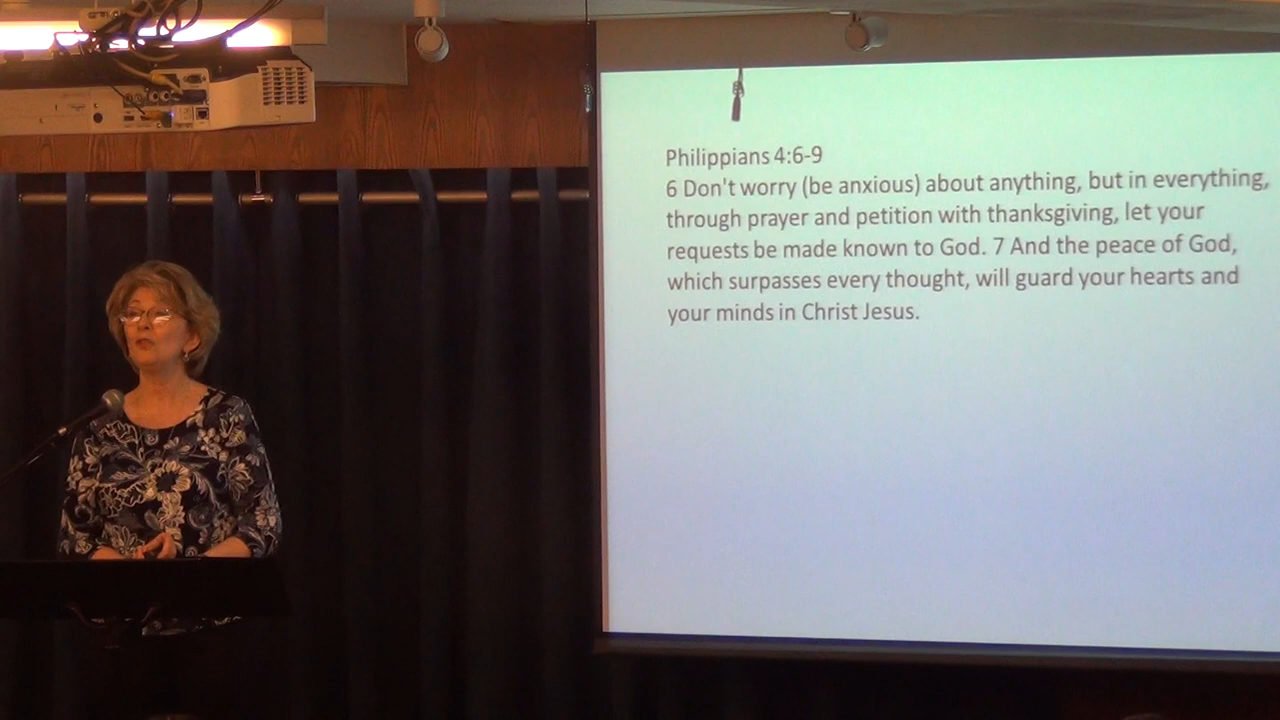 Philippians 4:6-9
6 Don't worry (be anxious) about anything, but in everything,
through prayer and petition with thanksgiving, let your
requests be made known to God. 7 And the peace of God,
which surpasses every thought, will guard your hearts and
your minds in Christ Jesus.